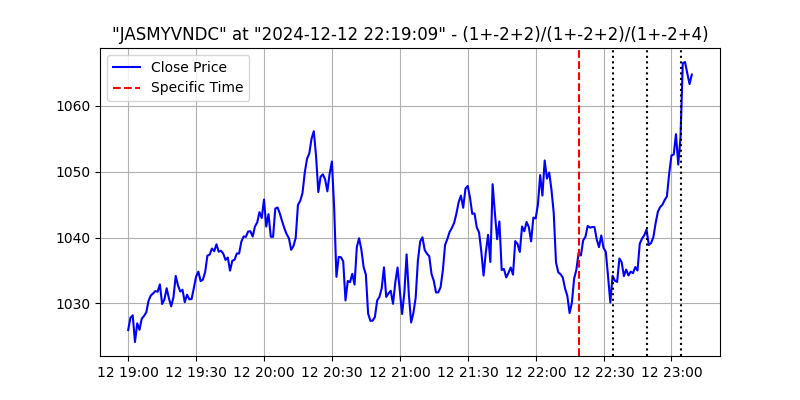 "JASMYVNDC" at "2024-12-12 22:19:09" - (1+-2+2)/(1+-2+2)/(1+-2+4)
Close Price
Specific Time
1060
1050
1040
1030
12 19:00 12 19:30 12 20:00 12 20:30 12 21:00 12 21:30 12 22:00 12 22:30 12 23:00